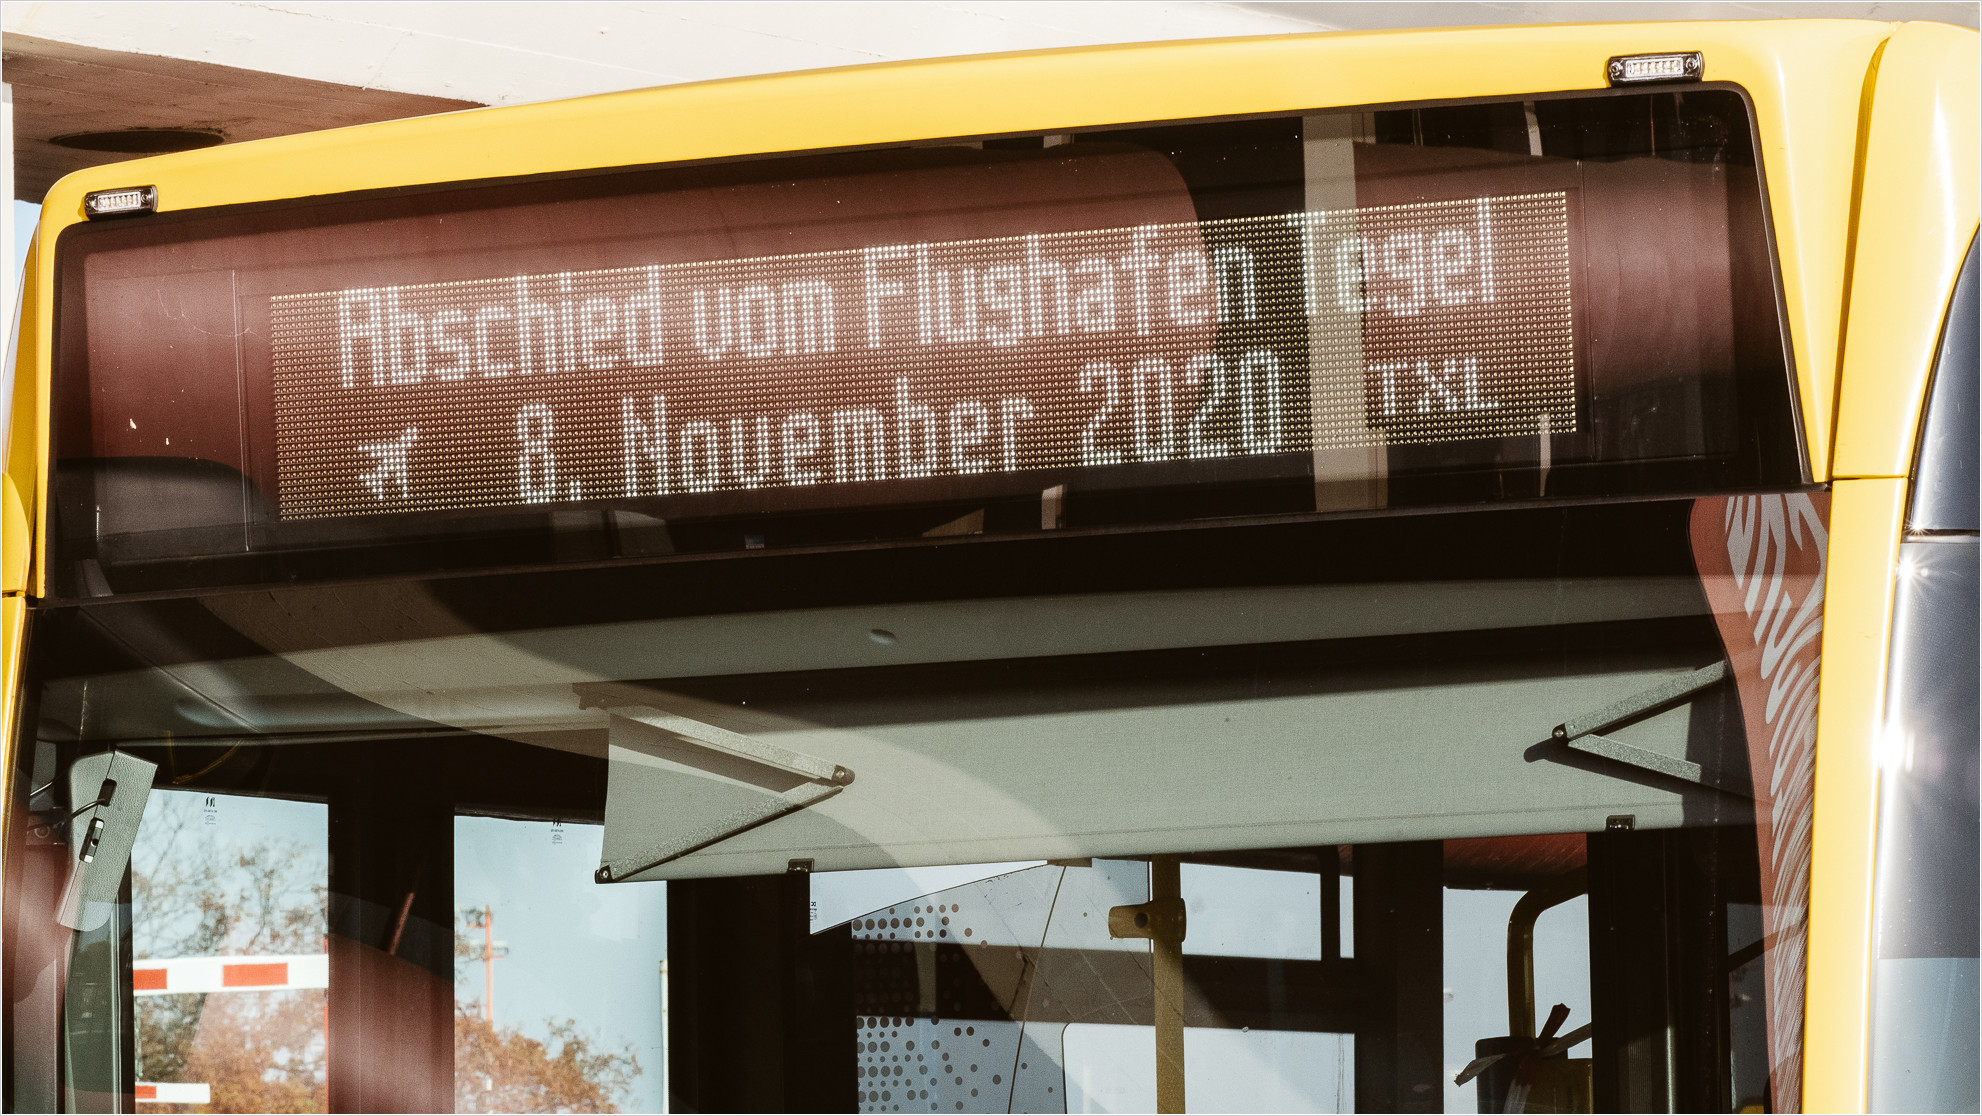 Abschied vom Flughafen Tegel
8. November 2020 TXL